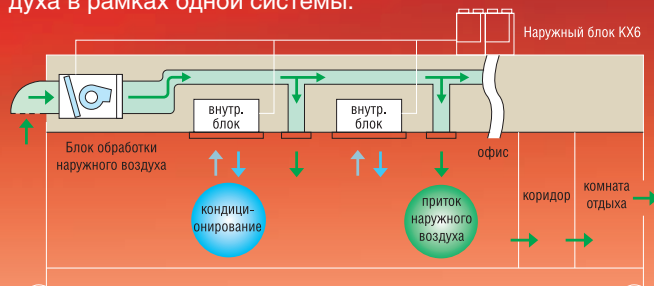 духа в рамках одной системы.
Наружный блок KX6
внутр.
блок
внутр.
блок
Блок обработки
наружного воздуха
офис
кондици-
онирование
приток
наружного
воздуха
коридор
комната
отдыха